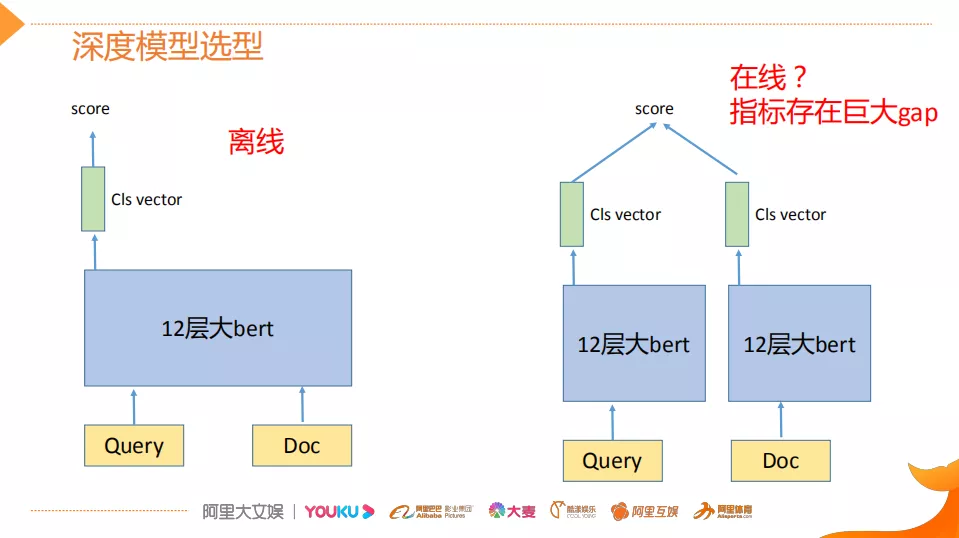 深度模型选型
score
离线
Cls vector
12层大bert
Query
Doc
在线？
指标存在巨大gap
score
Cls vector
Cls vector
12层大bert
12层大bert
Query
Doc
阿里大文娱 | YOUKU 阿里巴巴影业集团 Alibaba Pictures 大麦 酷漾娱乐 COOL YOUNG 阿里互娱 阿里体育 Alisports.com